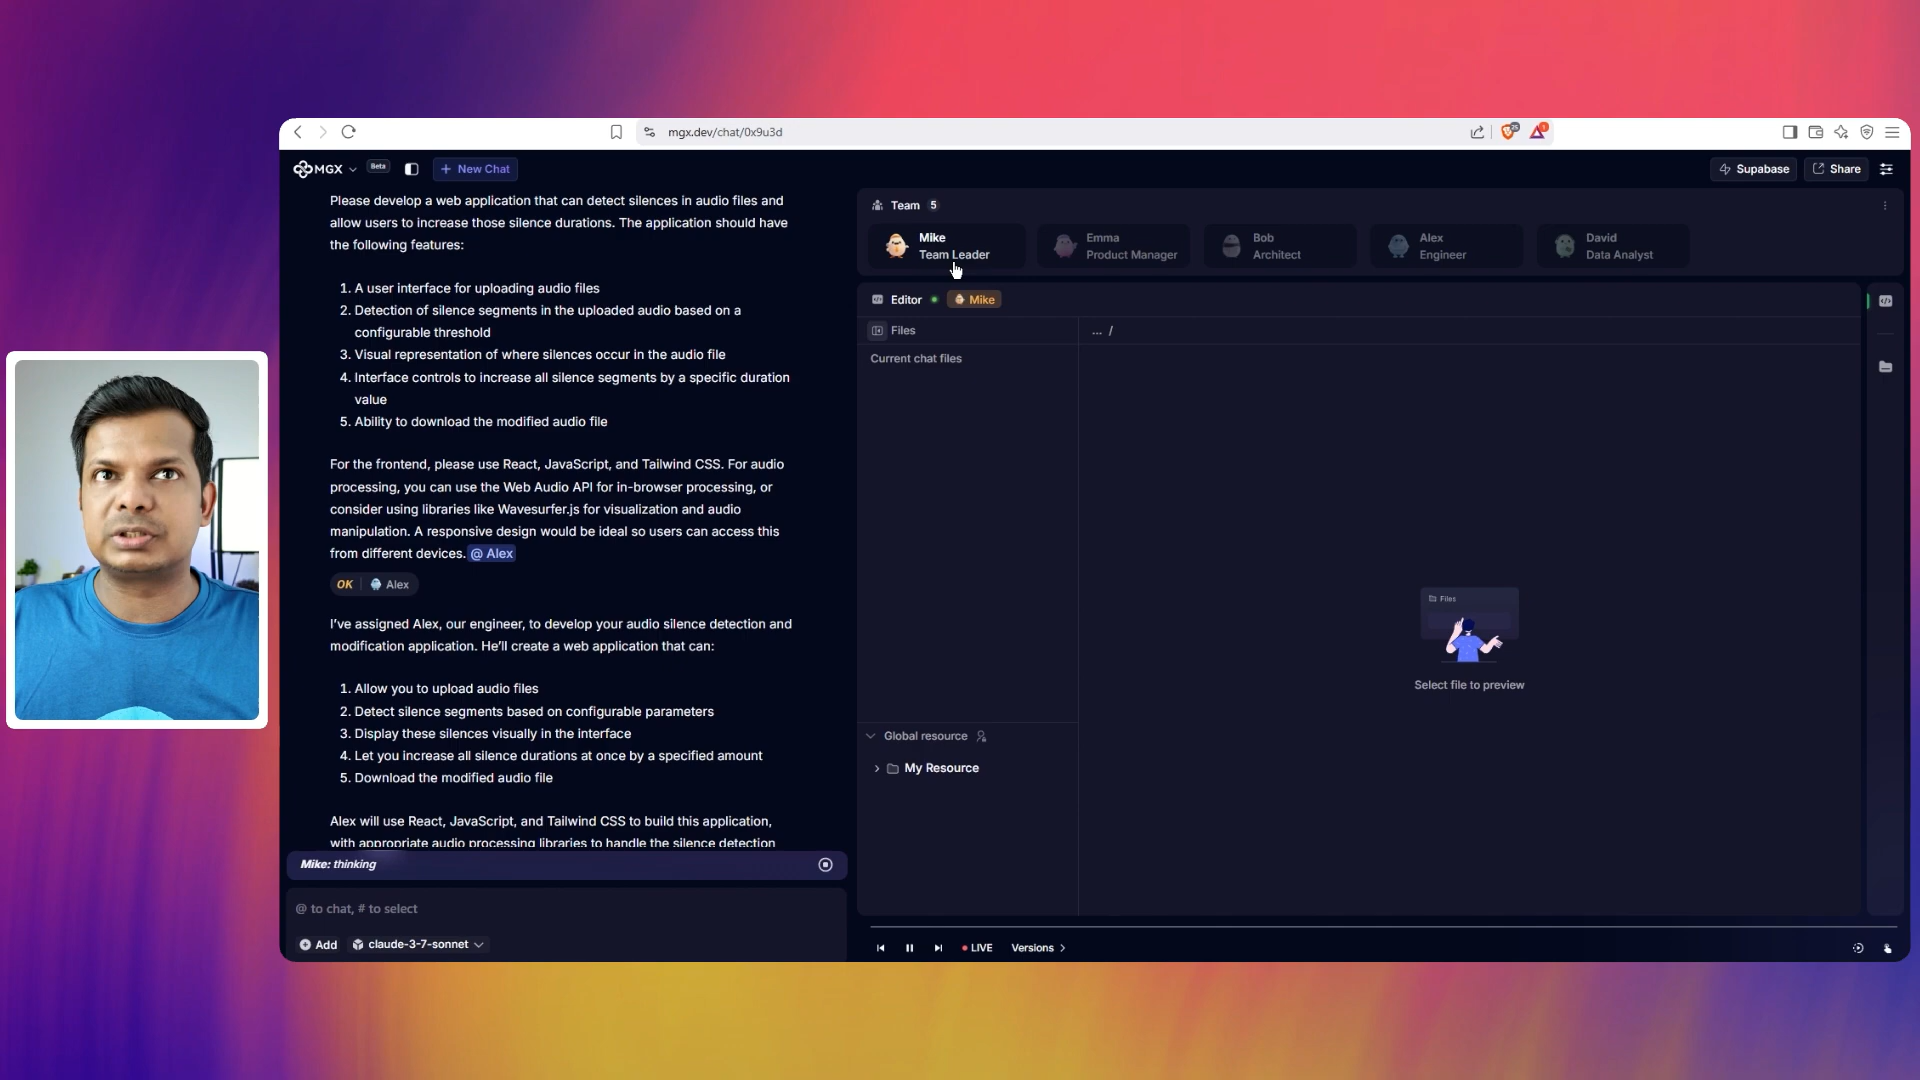 mgx.dev/chat/0x9u3d
MGX
Beta
+ New Chat
Supabase
Share
Please develop a web application that can detect silences in audio files and
allow users to increase those silence durations. The application should have
the following features:
1. A user interface for uploading audio files
2. Detection of silence segments in the uploaded audio based on a
configurable threshold
3. Visual representation of where silences occur in the audio file
4. Interface controls to increase all silence segments by a specific duration
value
5. Ability to download the modified audio file
For the frontend, please use React, JavaScript, and Tailwind CSS. For audio
processing, you can use the Web Audio API for in-browser processing, or
consider using libraries like Wavesurfer.js for visualization and audio
manipulation. A responsive design would be ideal so users can access this
from different devices. @ Alex
OK | Alex
I've assigned Alex, our engineer, to develop your audio silence detection and
modification application. He'll create a web application that can:
1. Allow you to upload audio files
2. Detect silence segments based on configurable parameters
3. Display these silences visually in the interface
4. Let you increase all silence durations at once by a specified amount
5. Download the modified audio file
Alex will use React, JavaScript, and Tailwind CSS to build this application,
with appropriate audio processing libraries to handle the silence detection
Mike: thinking
@ to chat, # to select
Add
claude-3-7-sonnet
Team 5
Mike
Team Leader
Emma
Product Manager
Bob
Architect
Alex
Engineer
David
Data Analyst
Editor
Mike
Files
... /
Current chat files
Files
Select file to preview
Global resource
My Resource
LIVE
Versions